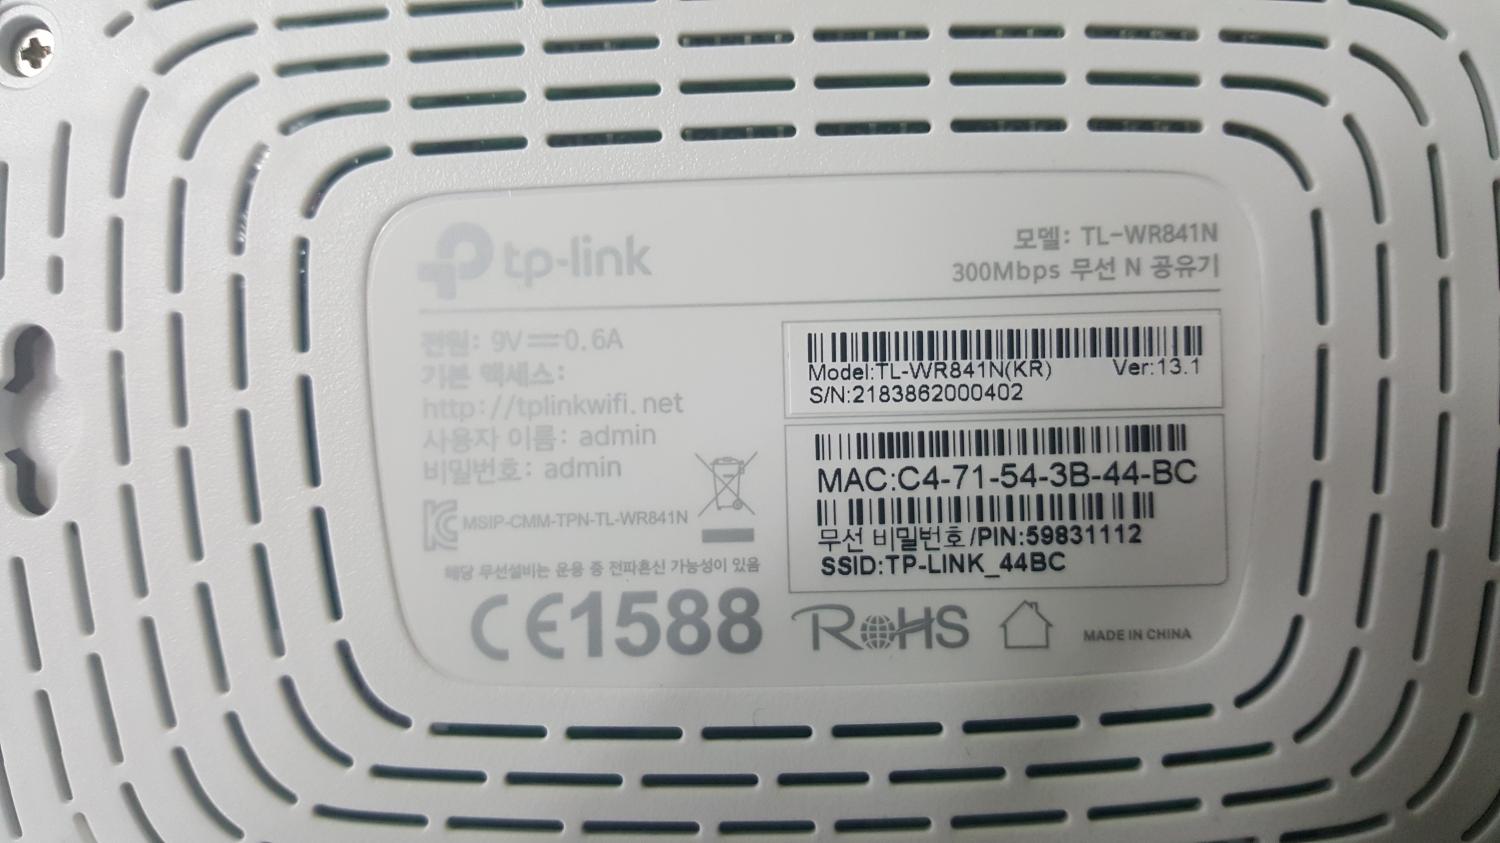 tp-link
모델: TL-WR841N
300Mbps 무선 N 공유기
전원: 9V⎓0.6A
기본 액세스:
http://tplinkwifi.net
사용자 이름: admin
비밀번호: admin
MSIP-CMM-TPN-TL-WR841N
해당 무선설비는 운용 중 전파혼신 가능성이 있음
Model:TL-WR841N(KR) Ver:13.1
S/N:2183862000402
MAC:C4-71-54-3B-44-BC
무선 비밀번호/PIN:59831112
SSID:TP-LINK_44BC
CE1588
RoHS
MADE IN CHINA